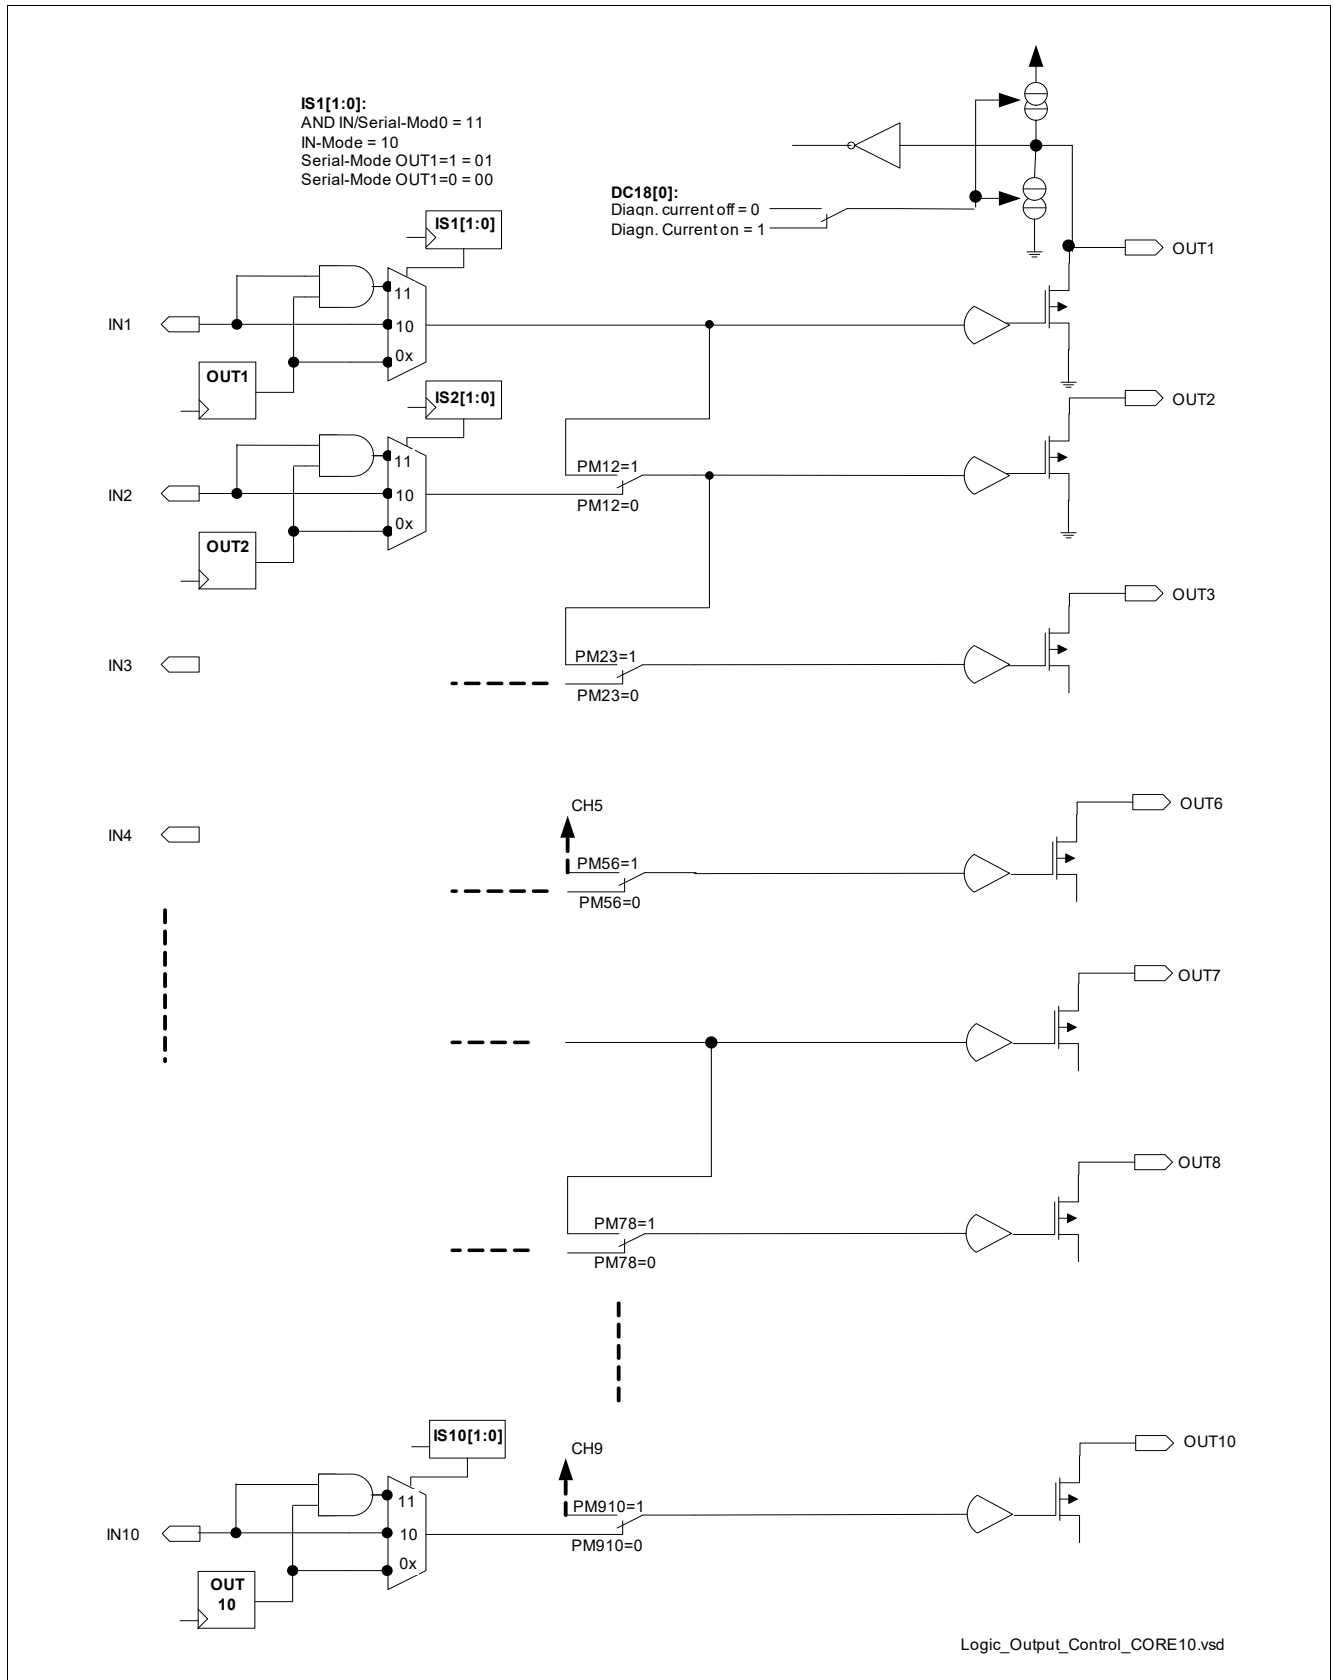 IS1[1:0]:
AND IN/Serial-Mod0 = 11
IN-Mode = 10
Serial-Mode OUT1=1 = 01
Serial-Mode OUT1=0 = 00
DC18[0]:
Diagn. current off = 0
Diagn. Current on = 1
IS1[1:0]
OUT1
11
IN1
10
0x
OUT1
IS2[1:0]
OUT2
11
PM12=1
IN2
10
PM12=0
0x
OUT2
OUT3
IN3
PM23=1
PM23=0
CH5
OUT6
IN4
PM56=1
PM56=0
OUT7
OUT8
PM78=1
PM78=0
IS10[1:0]
CH9
OUT10
11
PM910=1
IN10
10
PM910=0
0x
OUT
10
Logic_Output_Control_CORE10.vsd